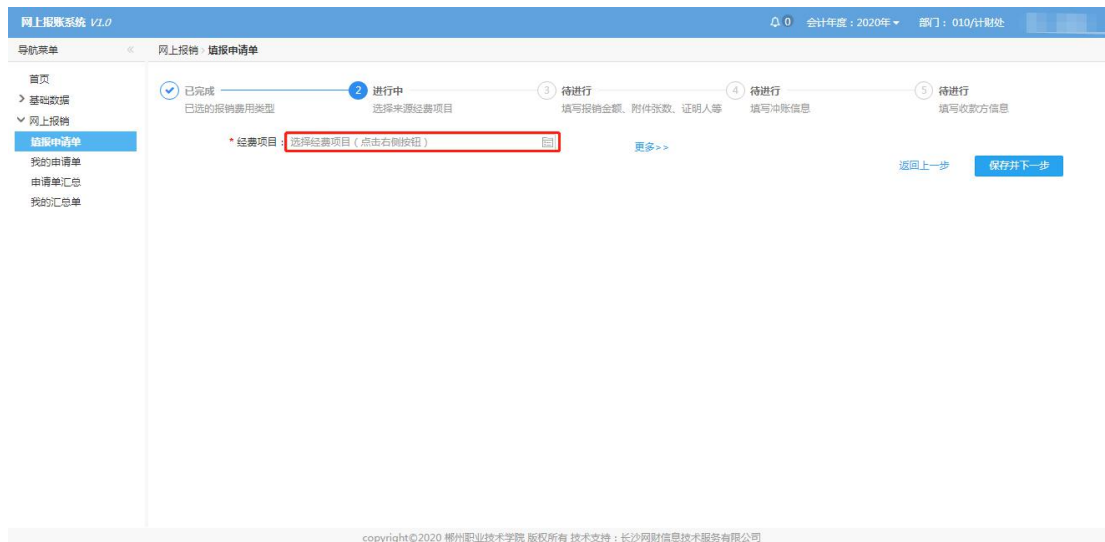 网上报账系统 V1.0
0 会计年度：2020年 部门：010/计财处
导航菜单 «
网上报销 › 填报申请单
首页
基础数据
网上报销
填报申请单
我的申请单
申请单汇总
我的汇总单
已完成
已选的报销费用类型
2 进行中
选择来源经费项目
3 待进行
填写报销金额、附件张数、证明人等
4 待进行
填写冲账信息
5 待进行
填写收款方信息
* 经费项目： 选择经费项目（点击右侧按钮）
更多>>
返回上一步 保存并下一步
copyright©2020 郴州职业技术学院 版权所有 技术支持：长沙网财信息技术服务有限公司